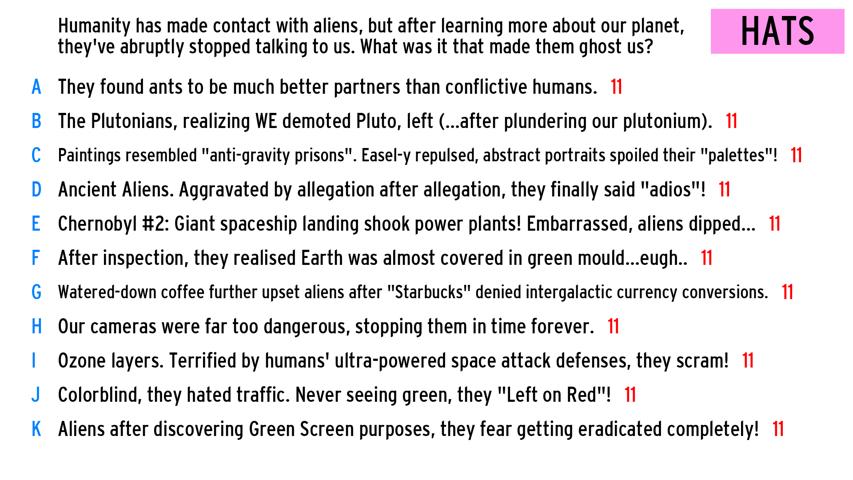 Humanity has made contact with aliens, but after learning more about our planet,
they've abruptly stopped talking to us. What was it that made them ghost us?
HATS
A They found ants to be much better partners than conflictive humans. 11
B The Plutonians, realizing WE demoted Pluto, left (...after plundering our plutonium). 11
C Paintings resembled "anti-gravity prisons". Easel-y repulsed, abstract portraits spoiled their "palettes"! 11
D Ancient Aliens. Aggravated by allegation after allegation, they finally said "adios"! 11
E Chernobyl #2: Giant spaceship landing shook power plants! Embarrassed, aliens dipped... 11
F After inspection, they realised Earth was almost covered in green mould...eugh.. 11
G Watered-down coffee further upset aliens after "Starbucks" denied intergalactic currency conversions. 11
H Our cameras were far too dangerous, stopping them in time forever. 11
I Ozone layers. Terrified by humans' ultra-powered space attack defenses, they scram! 11
J Colorblind, they hated traffic. Never seeing green, they "Left on Red"! 11
K Aliens after discovering Green Screen purposes, they fear getting eradicated completely! 11